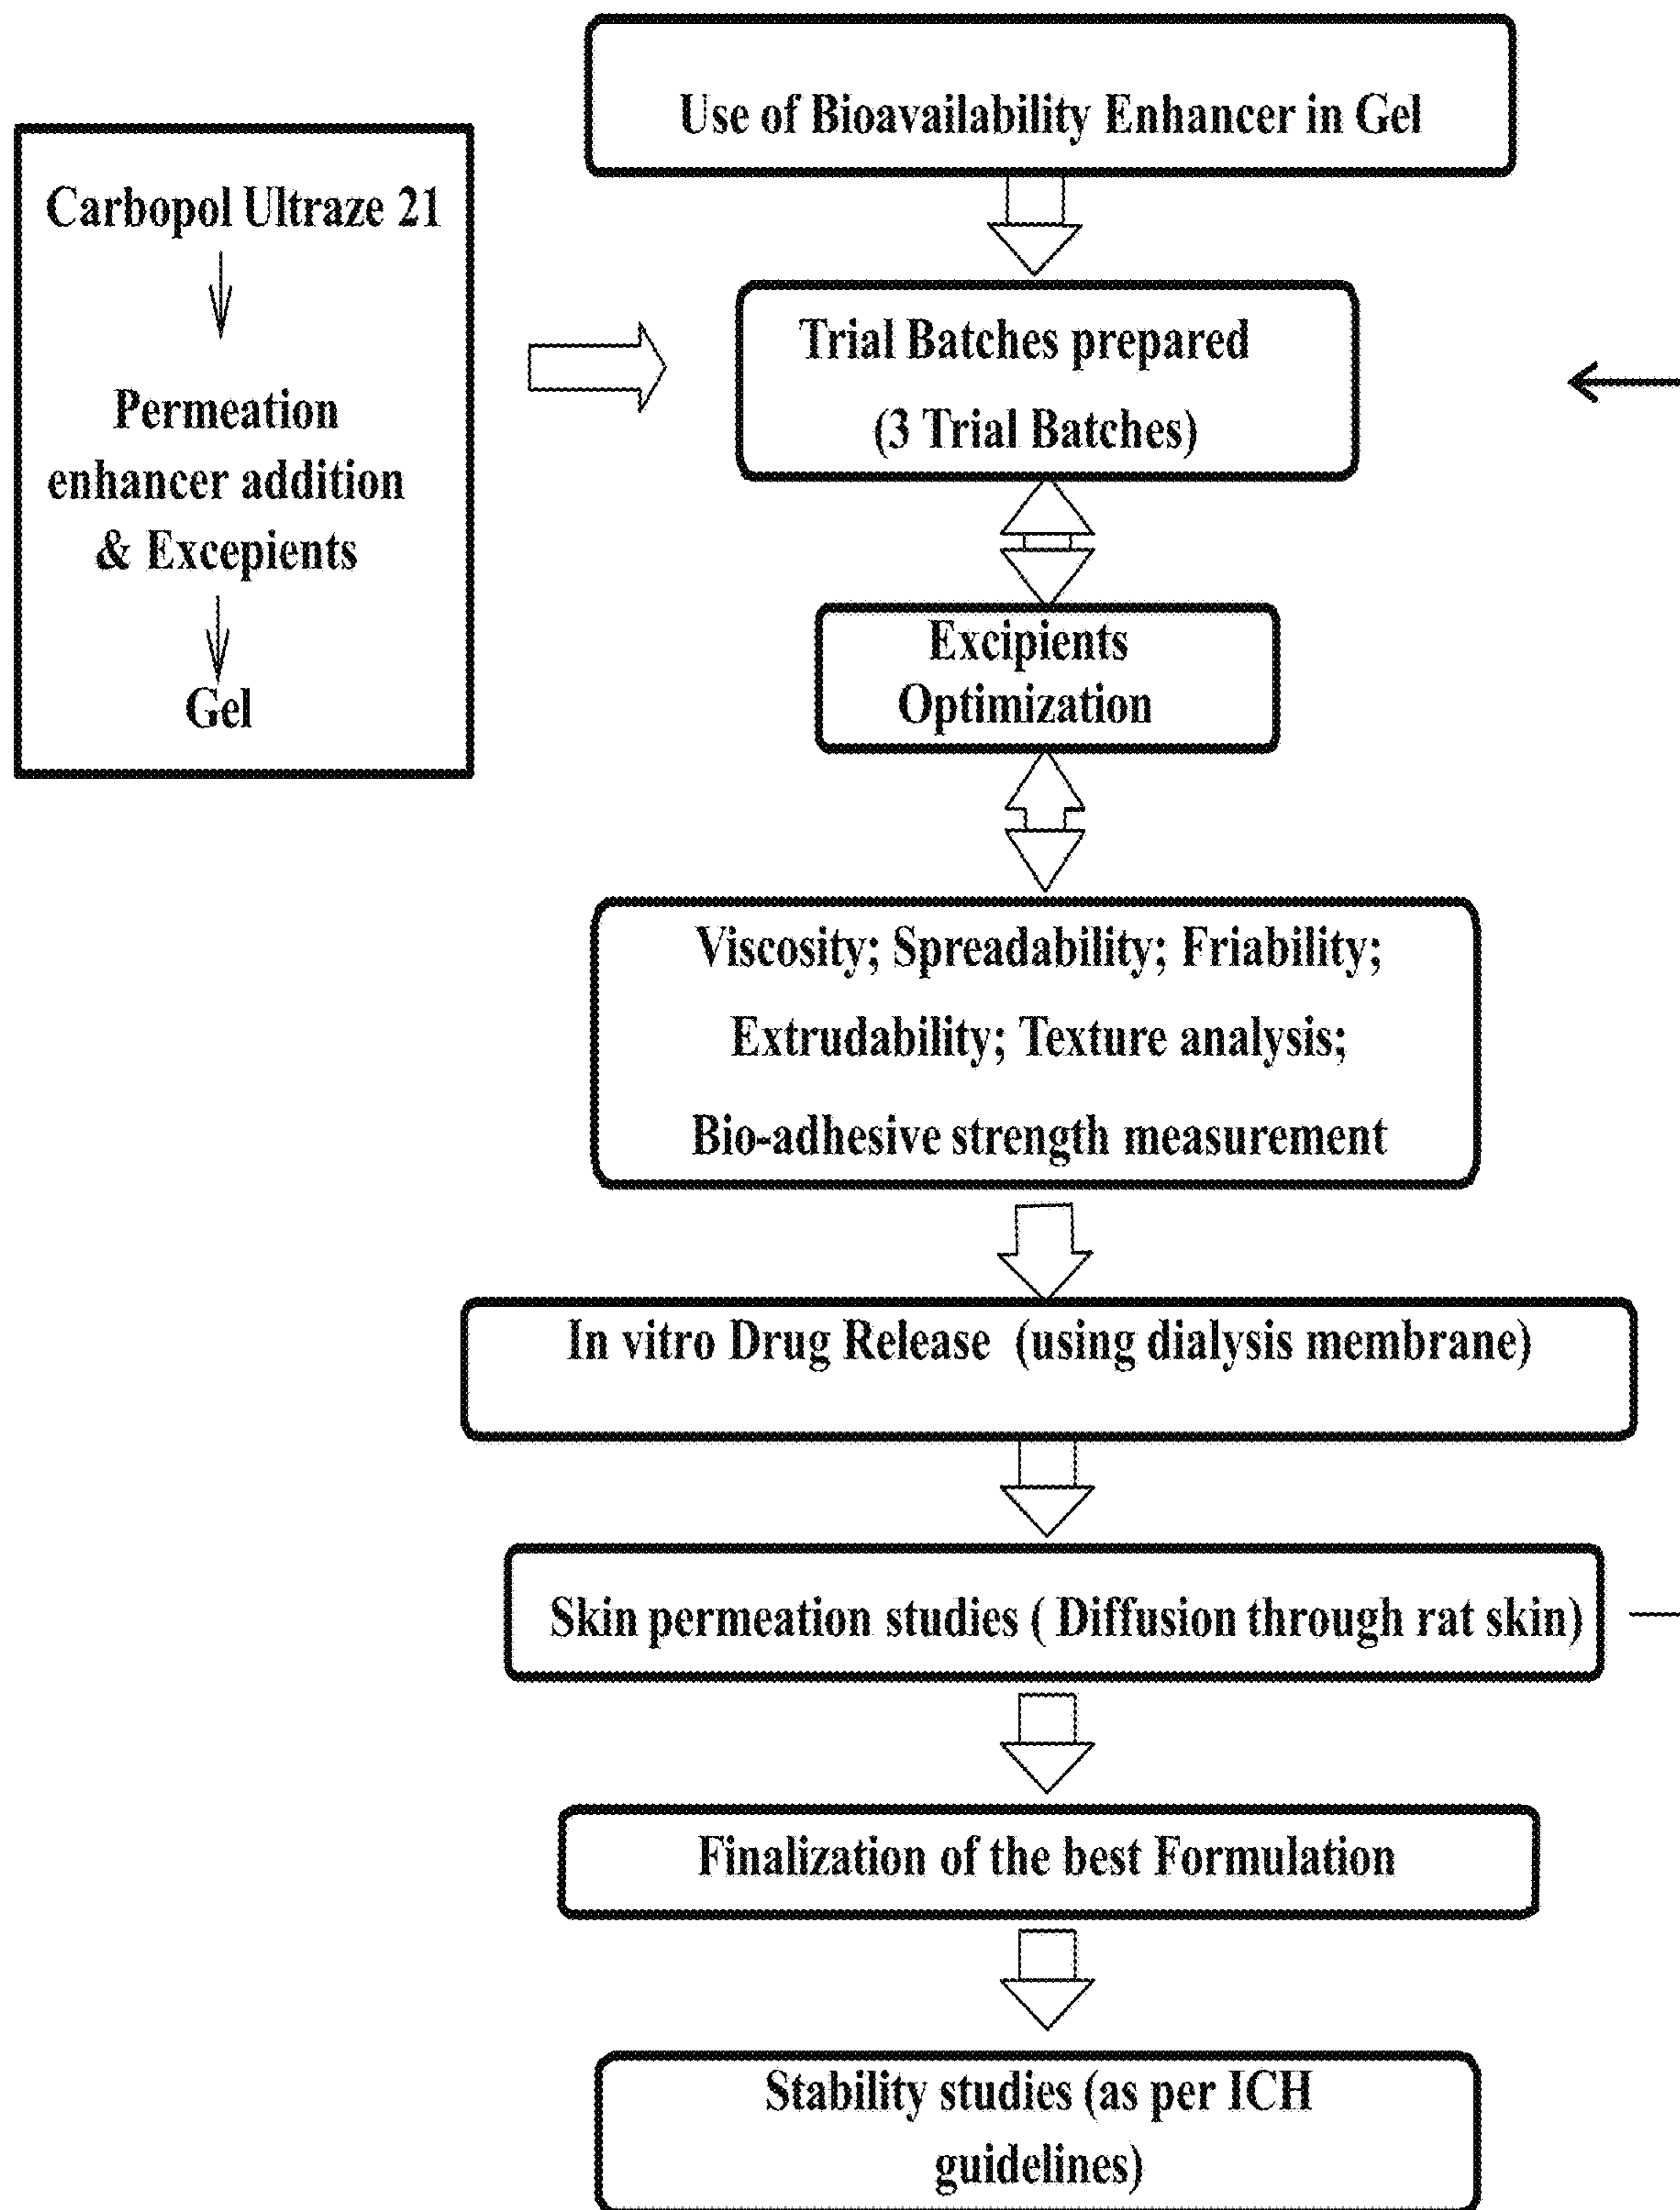 Use of Bioavailability Enhancer in Gel
Carbopol Ultraze 21
Permeation
enhancer addition
& Excepients
Gel
Trial Batches prepared
(3 Trial Batches)
Excipients
Optimization
Viscosity; Spreadability; Friability;
Extrudability; Texture analysis;
Bio-adhesive strength measurement
In vitro Drug Release (using dialysis membrane)
Skin permeation studies ( Diffusion through rat skin)
Finalization of the best Formulation
Stability studies (as per ICH
guidelines)